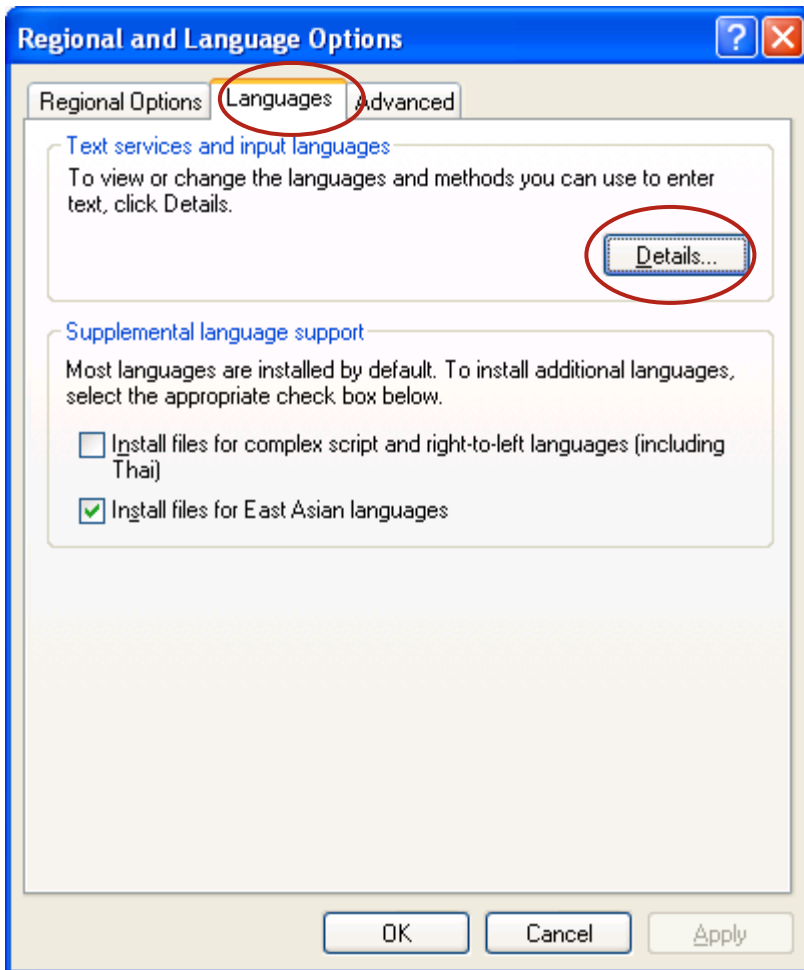 Regional and Language Options
Regional Options Languages Advanced
Text services and input languages
To view or change the languages and methods you can use to enter
text, click Details.
Details...
Supplemental language support
Most languages are installed by default. To install additional languages,
select the appropriate check box below.
Install files for complex script and right-to-left languages (including
Thai)
Install files for East Asian languages
OK Cancel Apply